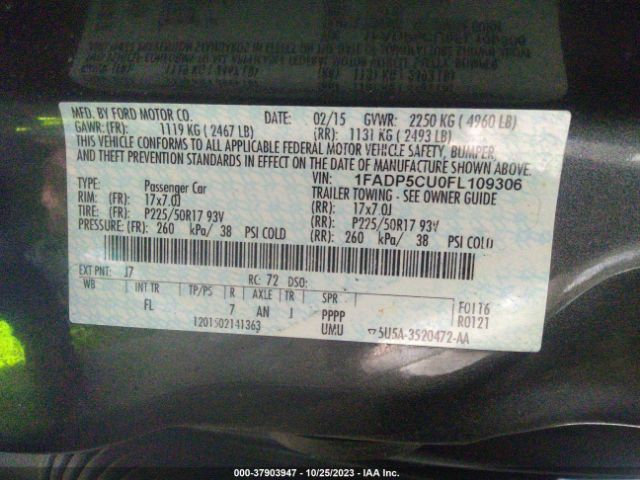 MFD. BY FORD MOTOR CO. DATE: 02/15 GVWR: 2250 KG ( 4960 LB)
GAWR:(FR): 1119 KG ( 2467 LB) (RR): 1131 KG ( 2493 LB)
THIS VEHICLE CONFORMS TO ALL APPLICABLE FEDERAL MOTOR VEHICLE SAFETY, BUMPER,
AND THEFT PREVENTION STANDARDS IN EFFECT ON THE DATE OF MANUFACTURE SHOWN ABOVE.
VIN: 1FADP5CU0FL109306
TYPE: Passenger Car TRAILER TOWING - SEE OWNER GUIDE
RIM: (FR): 17x7.0J (RR): 17x7.0J
TIRE: (FR): P225/50R17 93V (RR): P225/50R17 93V
PRESSURE: (FR): 260 kPa/ 38 PSI COLD (RR): 260 kPa/ 38 PSI COLD
EXT PNT: J7 RC: 72 DSO:
WB INT TR TP/PS R AXLE TR SPR F0116
FL 7 AN J PPPP R0121
1201502141363 UMU 5U5A-3520472-AA
000-37903947 - 10/25/2023 - IAA Inc.